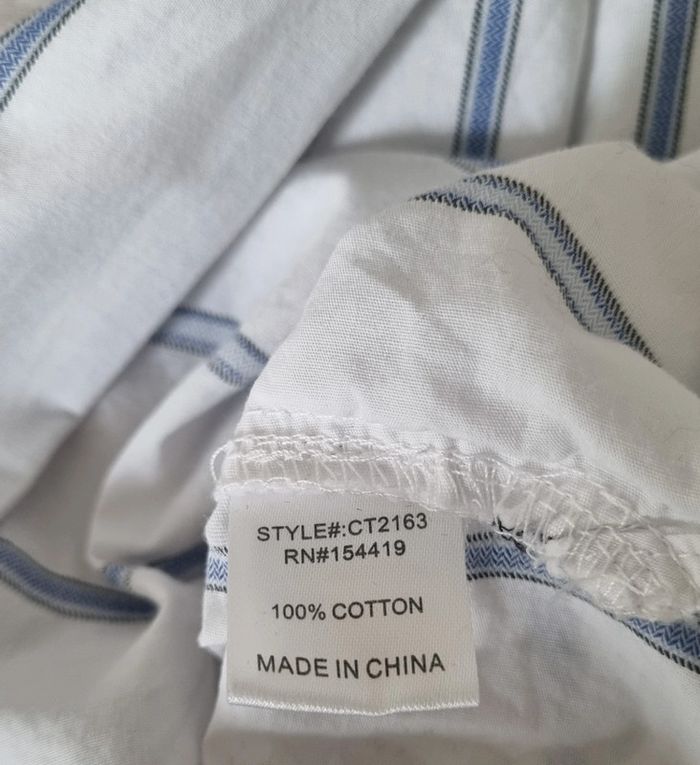 STYLE#:CT2163
RN#154419
100% COTTON
MADE IN CHINA